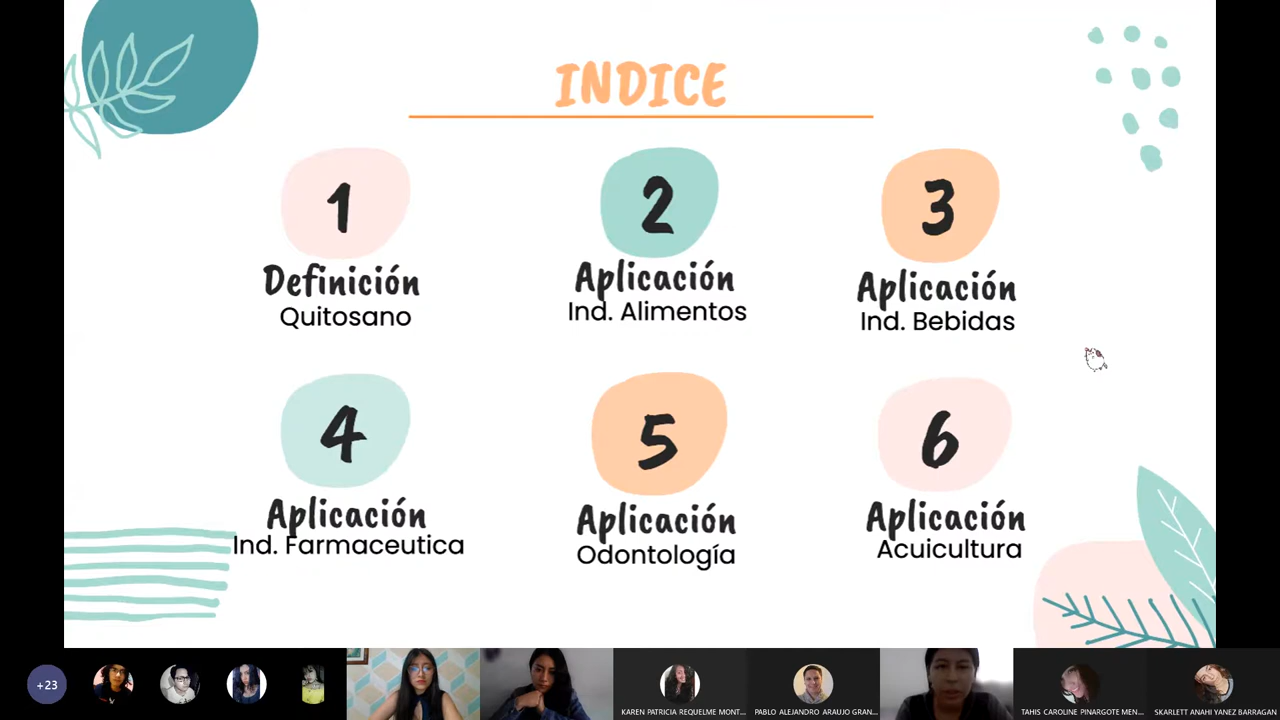 INDICE
1
Definición
Quitosano
2
Aplicación
Ind. Alimentos
3
Aplicación
Ind. Bebidas
4
Aplicación
Ind. Farmaceutica
5
Aplicación
Odontología
6
Aplicación
Acuicultura
+23
KAREN PATRICIA REQUELME MONT...
PABLO ALEJANDRO ARAUJO GRAN...
TAHIS CAROLINE PINARGOTE MEN...
SKARLETT ANAHI YANEZ BARRAGAN